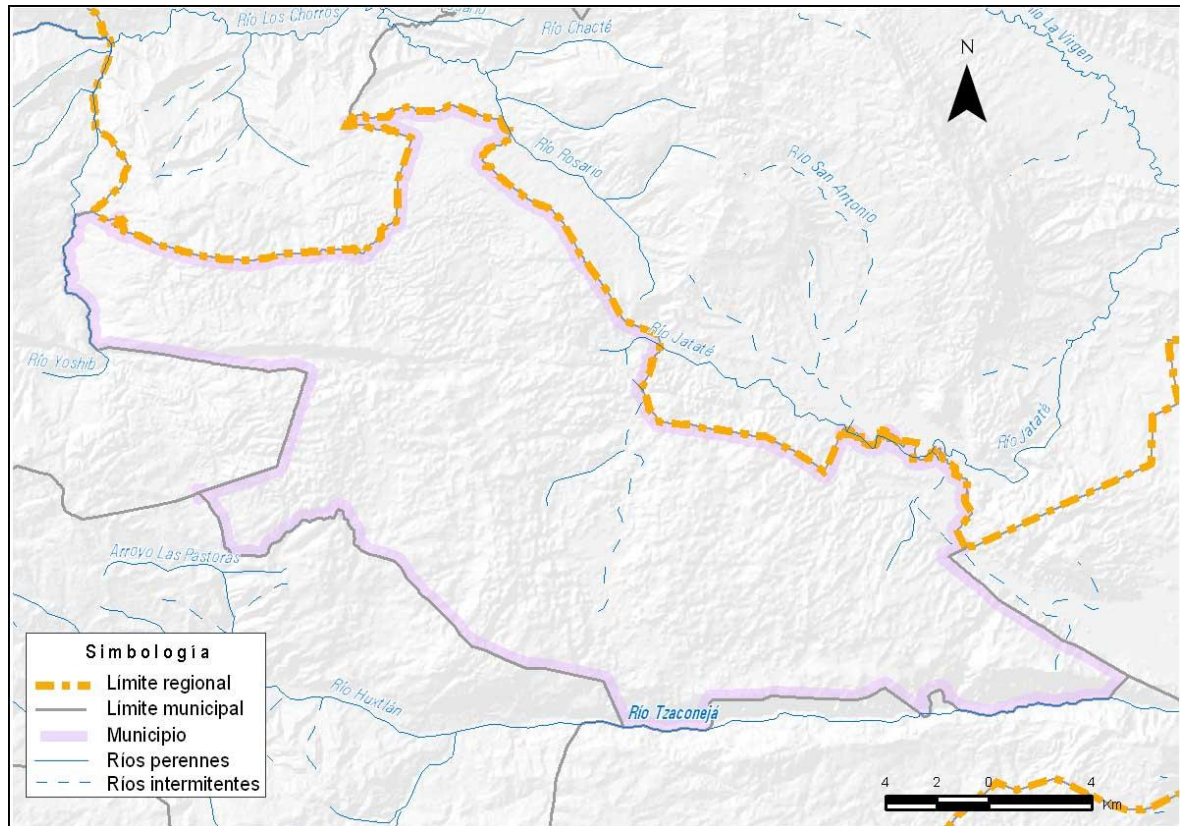 Río Los Chorros
Rosario
Río Chacté
Río La Virgen
N
Río Rosario
Río San Antonio
Río Jataté
Río Yoshib
Río Jataté
Arroyo Las Pastoras
Río Huxtlán
Río Tzaconejá
Simbología
Límite regional
Límite municipal
Municipio
Ríos perennes
Ríos intermitentes
4 2 0 4
Km